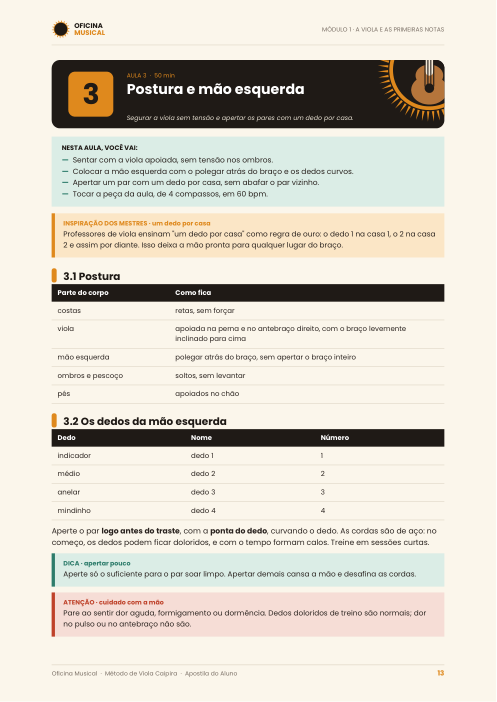 OFICINA
MUSICAL
MÓDULO 1 · A VIOLA E AS PRIMEIRAS NOTAS
3
AULA 3 · 50 min
Postura e mão esquerda
Segurar a viola sem tensão e apertar os pares com um dedo por casa.
NESTA AULA, VOCÊ VAI:
— Sentar com a viola apoiada, sem tensão nos ombros.
— Colocar a mão esquerda com o polegar atrás do braço e os dedos curvos.
— Apertar um par com um dedo por casa, sem abafar o par vizinho.
— Tocar a peça da aula, de 4 compassos, em 60 bpm.
INSPIRAÇÃO DOS MESTRES · um dedo por casa
Professores de viola ensinam "um dedo por casa" como regra de ouro: o dedo 1 na casa 1, o 2 na casa
2 e assim por diante. Isso deixa a mão pronta para qualquer lugar do braço.
3.1 Postura
Parte do corpo Como fica
costas retas, sem forçar
viola apoiada na perna e no antebraço direito, com o braço levemente
inclinado para cima
mão esquerda polegar atrás do braço, sem apertar o braço inteiro
ombros e pescoço soltos, sem levantar
pés apoiados no chão
3.2 Os dedos da mão esquerda
Dedo Nome Número
indicador dedo 1 1
médio dedo 2 2
anelar dedo 3 3
mindinho dedo 4 4
Aperte o par logo antes do traste, com a ponta do dedo, curvando o dedo. As cordas são de aço: no
começo, os dedos podem ficar doloridos, e com o tempo formam calos. Treine em sessões curtas.
DICA · apertar pouco
Aperte só o suficiente para o par soar limpo. Apertar demais cansa a mão e desafina as cordas.
ATENÇÃO · cuidado com a mão
Pare ao sentir dor aguda, formigamento ou dormência. Dedos doloridos de treino são normais; dor
no pulso ou no antebraço não são.
Oficina Musical · Método de Viola Caipira · Apostila do Aluno
13